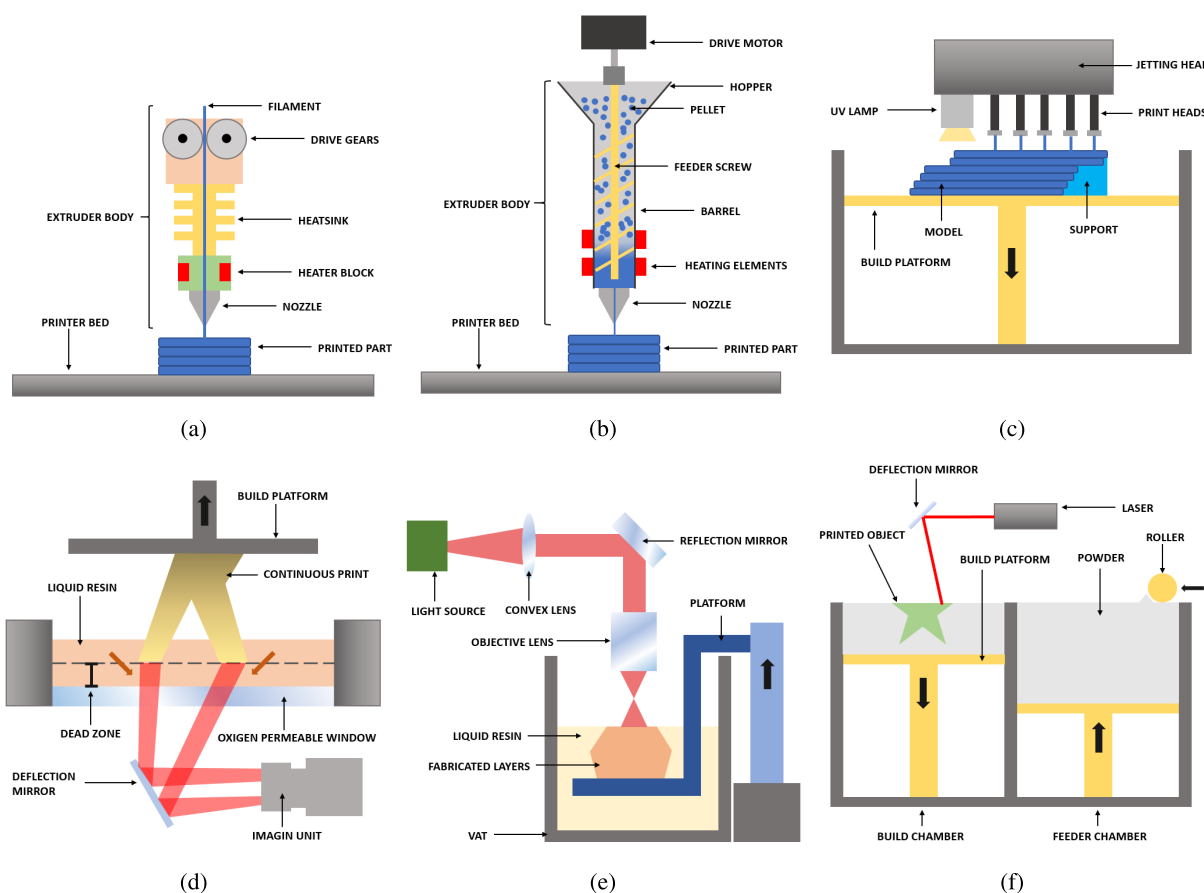 FILAMENT
DRIVE GEARS
EXTRUDER BODY
HEATSINK
HEATER BLOCK
NOZZLE
PRINTER BED
PRINTED PART
(a)
DRIVE MOTOR
HOPPER
PELLET
FEEDER SCREW
EXTRUDER BODY
BARREL
HEATING ELEMENTS
NOZZLE
PRINTER BED
PRINTED PART
(b)
JETTING HEA
UV LAMP
PRINT HEADS
MODEL
SUPPORT
BUILD PLATFORM
(c)
BUILD PLATFORM
CONTINUOUS PRINT
LIQUID RESIN
DEAD ZONE
OXIGEN PERMEABLE WINDOW
DEFLECTION
MIRROR
IMAGIN UNIT
(d)
REFLECTION MIRROR
LIGHT SOURCE
CONVEX LENS
PLATFORM
OBJECTIVE LENS
LIQUID RESIN
FABRICATED LAYERS
VAT
(e)
DEFLECTION MIRROR
LASER
PRINTED OBJECT
ROLLER
BUILD PLATFORM
POWDER
BUILD CHAMBER
FEEDER CHAMBER
(f)